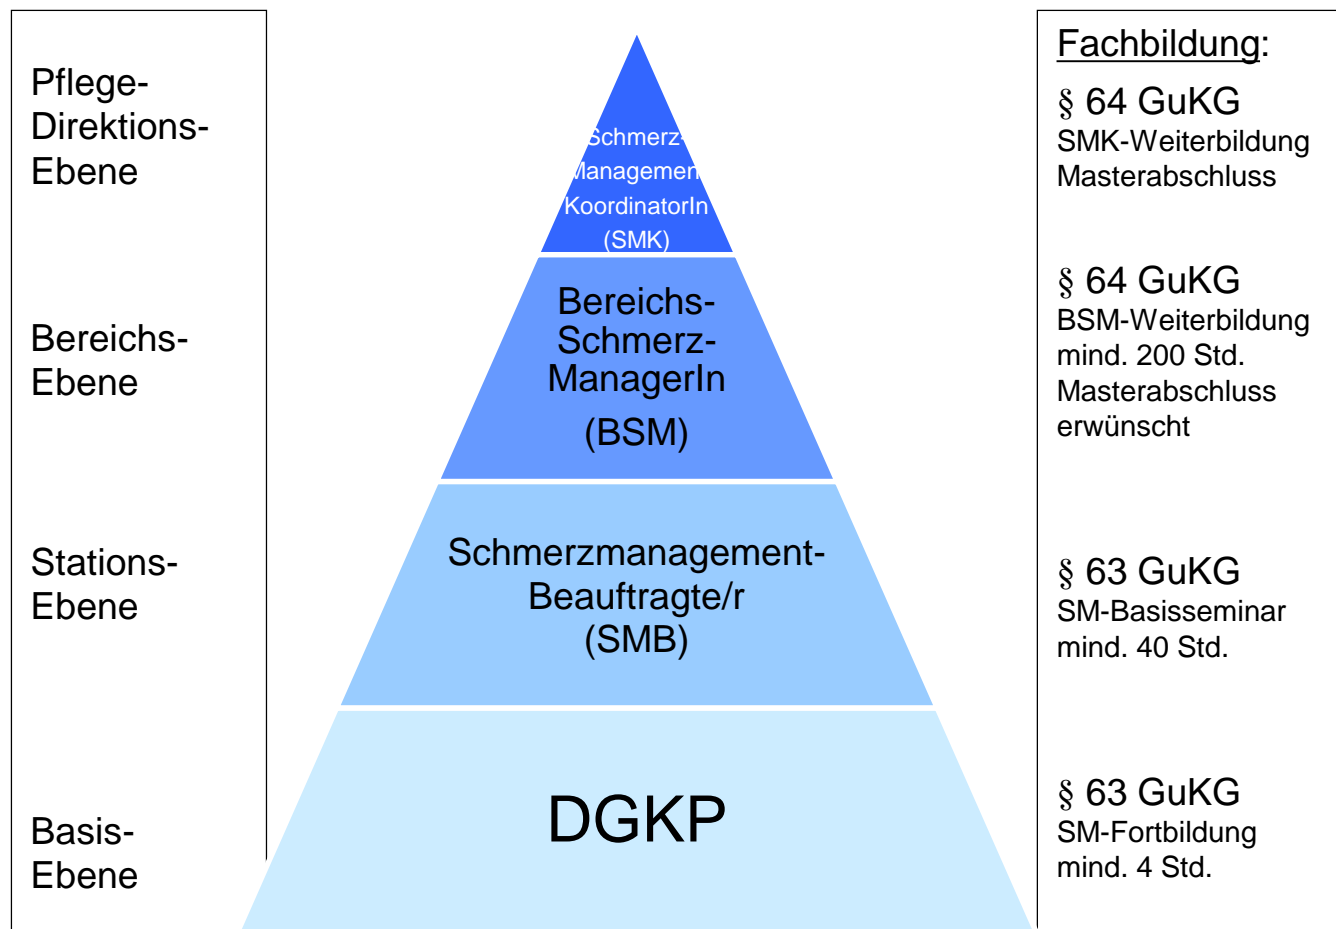 Pflege-
Direktions-
Ebene
Bereichs-
Ebene
Stations-
Ebene
Basis-
Ebene
Schmerz-
Management
KoordinatorIn
(SMK)
Bereichs-
Schmerz-
ManagerIn
(BSM)
Schmerzmanagement-
Beauftragte/r
(SMB)
DGKP
Fachbildung:
§ 64 GuKG
SMK-Weiterbildung
Masterabschluss
§ 64 GuKG
BSM-Weiterbildung
mind. 200 Std.
Masterabschluss
erwünscht
§ 63 GuKG
SM-Basisseminar
mind. 40 Std.
§ 63 GuKG
SM-Fortbildung
mind. 4 Std.